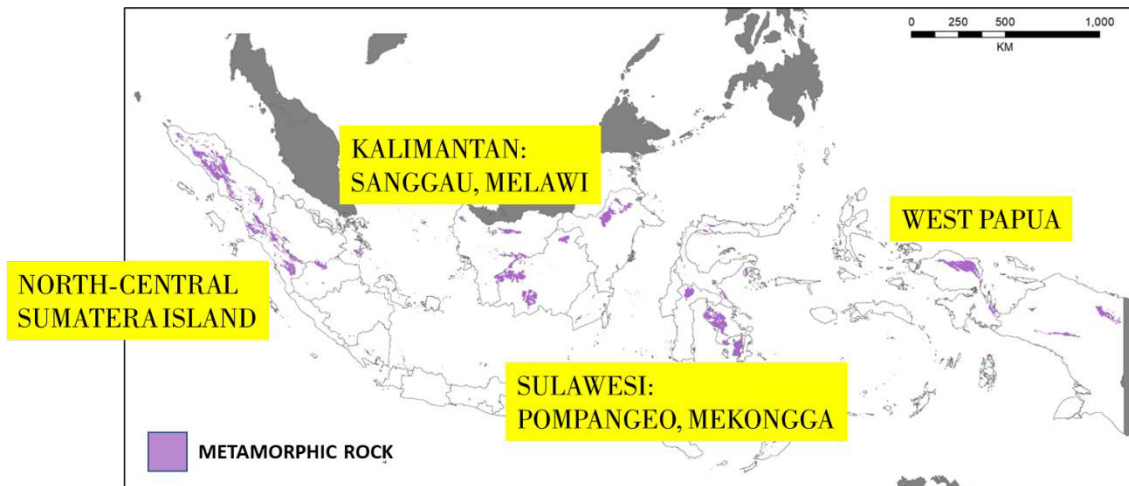 0 250 500 1,000
KM
KALIMANTAN:
SANGGAU, MELAWI
WEST PAPUA
NORTH-CENTRAL
SUMATERA ISLAND
SULAWESI:
POMPANGEO, MEKONGGA
METAMORPHIC ROCK